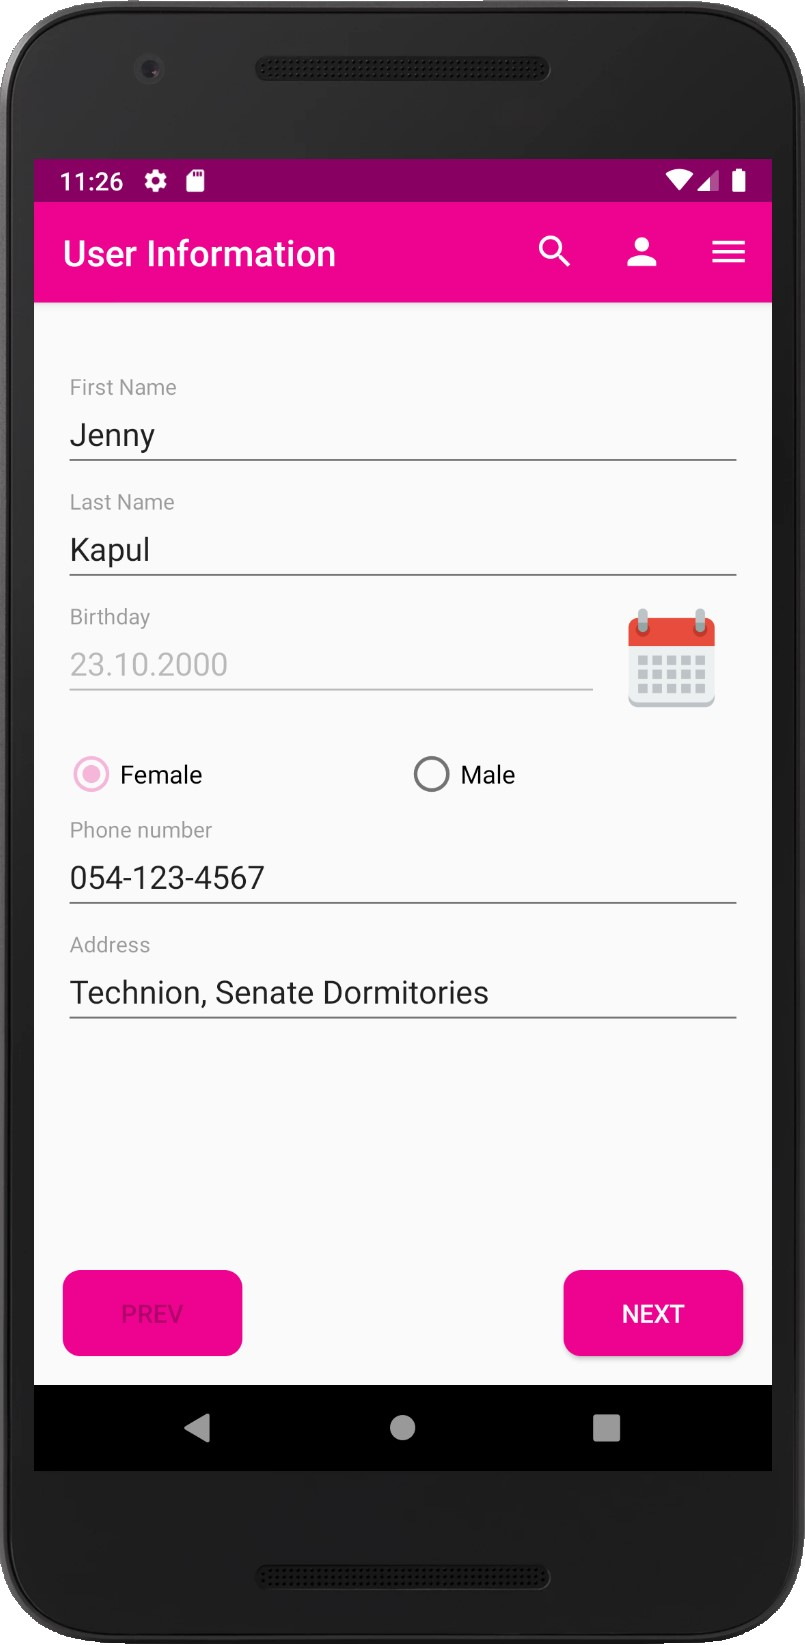 11:26
User Information
First Name
Jenny
Last Name
Kapul
Birthday
23.10.2000
Female Male
Phone number
054-123-4567
Address
Technion, Senate Dormitories
PREV NEXT